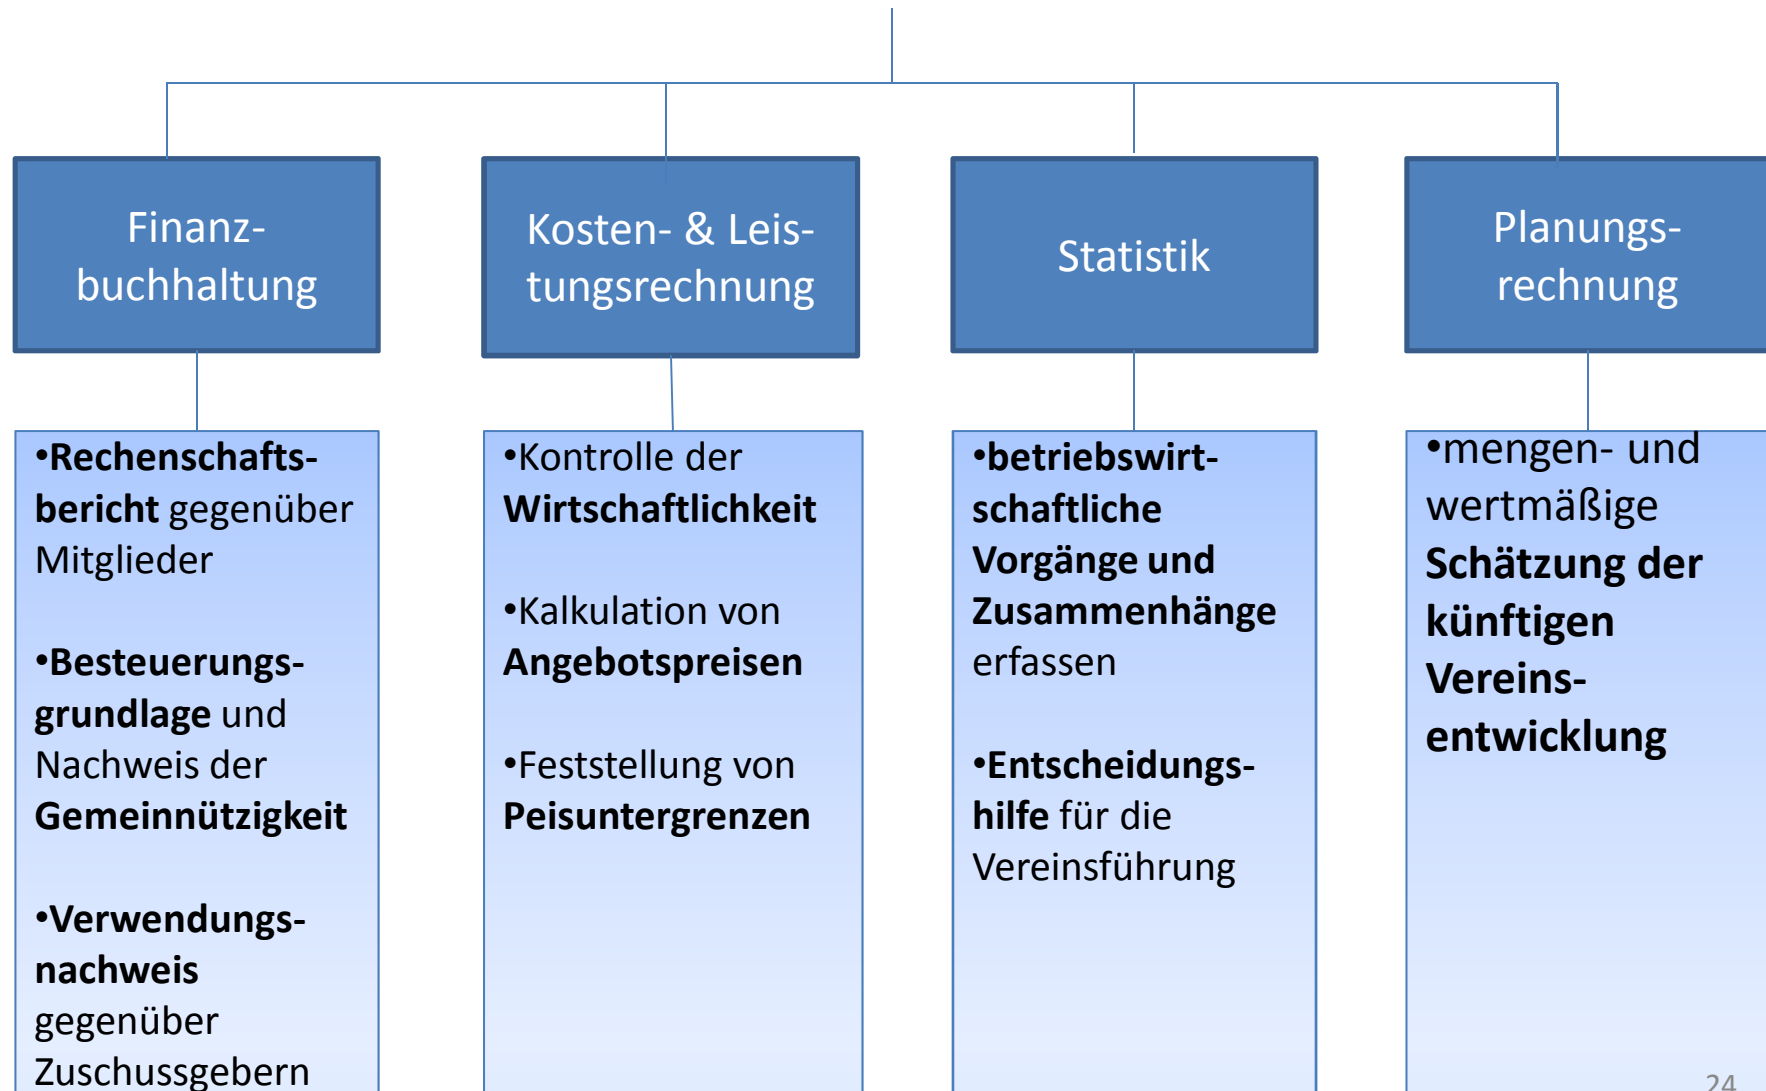 Finanz-
buchhaltung
Kosten- & Leis-
tungsrechnung
Statistik
Planungs-
rechnung
•Rechenschafts-
bericht gegenüber
Mitglieder
•Besteuerungs-
grundlage und
Nachweis der
Gemeinnützigkeit
•Verwendungs-
nachweis
gegenüber
Zuschussgebern
•Kontrolle der
Wirtschaftlichkeit
•Kalkulation von
Angebotspreisen
•Feststellung von
Peisuntergrenzen
•betriebswirt-
schaftliche
Vorgänge und
Zusammenhänge
erfassen
•Entscheidungs-
hilfe für die
Vereinsführung
•mengen- und
wertmäßige
Schätzung der
künftigen
Vereins-
entwicklung
24